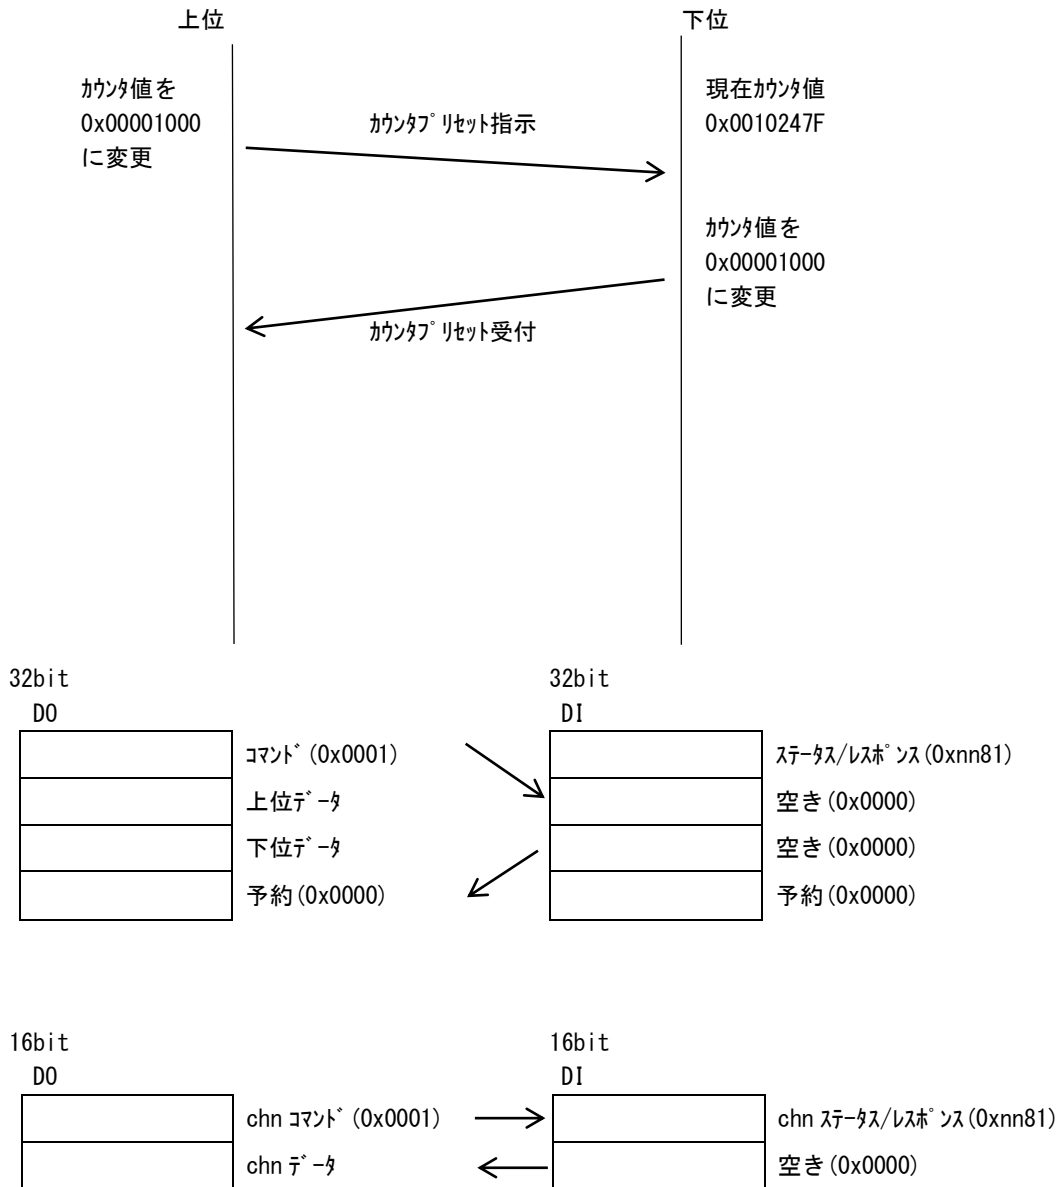 上位
下位
ｶｳﾝﾀ値を
0x00001000
に変更
ｶｳﾝﾀﾌﾟﾘｾｯﾄ指示
現在ｶｳﾝﾀ値
0x0010247F
ｶｳﾝﾀ値を
0x00001000
に変更
ｶｳﾝﾀﾌﾟﾘｾｯﾄ受付
32bit
DO
ｺﾏﾝﾄﾞ(0x0001)
上位ﾃﾞｰﾀ
下位ﾃﾞｰﾀ
予約(0x0000)
32bit
DI
ｽﾃｰﾀｽ/ﾚｽﾎﾟﾝｽ(0xnn81)
空き(0x0000)
空き(0x0000)
予約(0x0000)
16bit
DO
chn ｺﾏﾝﾄﾞ(0x0001)
chn ﾃﾞｰﾀ
16bit
DI
chn ｽﾃｰﾀｽ/ﾚｽﾎﾟﾝｽ(0xnn81)
空き(0x0000)